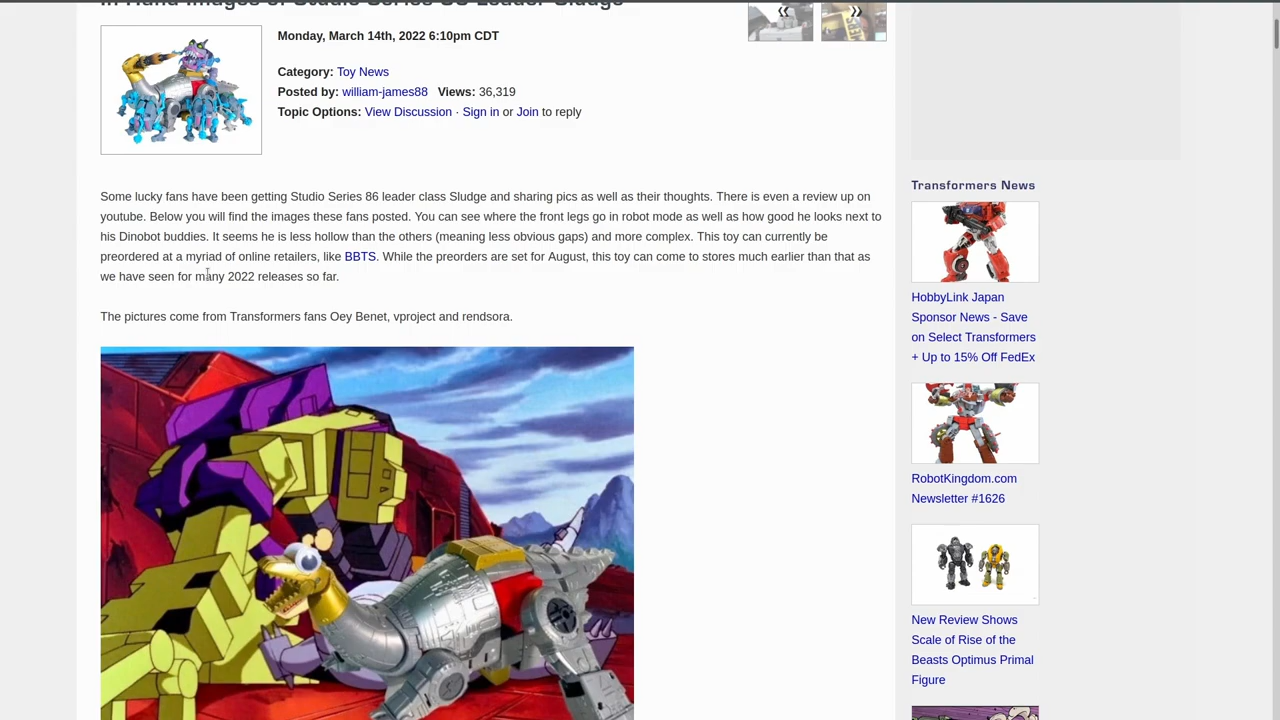 In Hand Images of Studio Series 86 Leader Sludge
Monday, March 14th, 2022 6:10pm CDT
Category: Toy News
Posted by: william-james88 Views: 36,319
Topic Options: View Discussion · Sign in or Join to reply
Some lucky fans have been getting Studio Series 86 leader class Sludge and sharing pics as well as their thoughts. There is even a review up on
youtube. Below you will find the images these fans posted. You can see where the front legs go in robot mode as well as how good he looks next to
his Dinobot buddies. It seems he is less hollow than the others (meaning less obvious gaps) and more complex. This toy can currently be
preordered at a myriad of online retailers, like BBTS. While the preorders are set for August, this toy can come to stores much earlier than that as
we have seen for many 2022 releases so far.
The pictures come from Transformers fans Oey Benet, vproject and rendsora.
«
»
Transformers News
HobbyLink Japan
Sponsor News - Save
on Select Transformers
+ Up to 15% Off FedEx
RobotKingdom.com
Newsletter #1626
New Review Shows
Scale of Rise of the
Beasts Optimus Primal
Figure